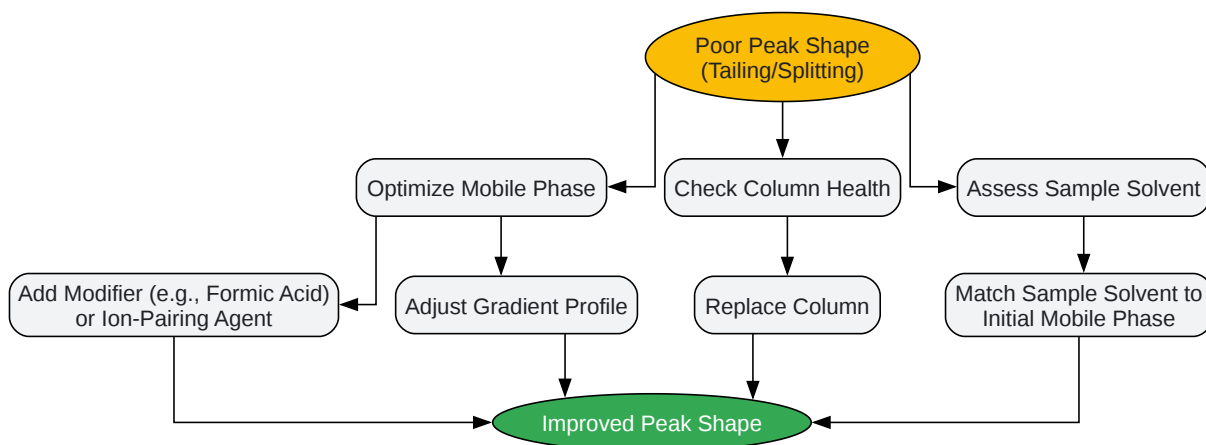 Poor Peak Shape
(Tailing/Splitting)
Optimize Mobile Phase
Check Column Health
Assess Sample Solvent
Add Modifier (e.g., Formic Acid)
or Ion-Pairing Agent
Adjust Gradient Profile
Replace Column
Match Sample Solvent to
Initial Mobile Phase
Improved Peak Shape